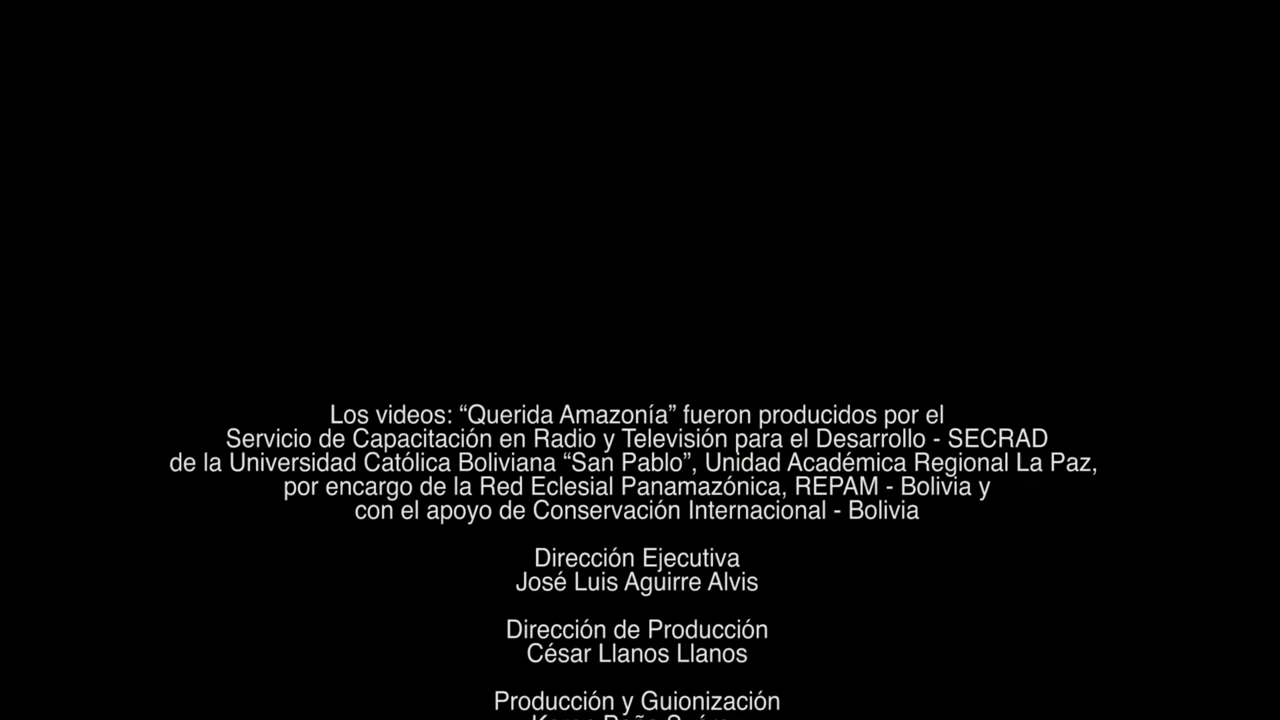 Los videos: “Querida Amazonía” fueron producidos por el
Servicio de Capacitación en Radio y Televisión para el Desarrollo - SECRAD
de la Universidad Católica Boliviana “San Pablo”, Unidad Académica Regional La Paz,
por encargo de la Red Eclesial Panamazónica, REPAM - Bolivia y
con el apoyo de Conservación Internacional - Bolivia
Dirección Ejecutiva
José Luis Aguirre Alvis
Dirección de Producción
César Llanos Llanos
Producción y Guionización